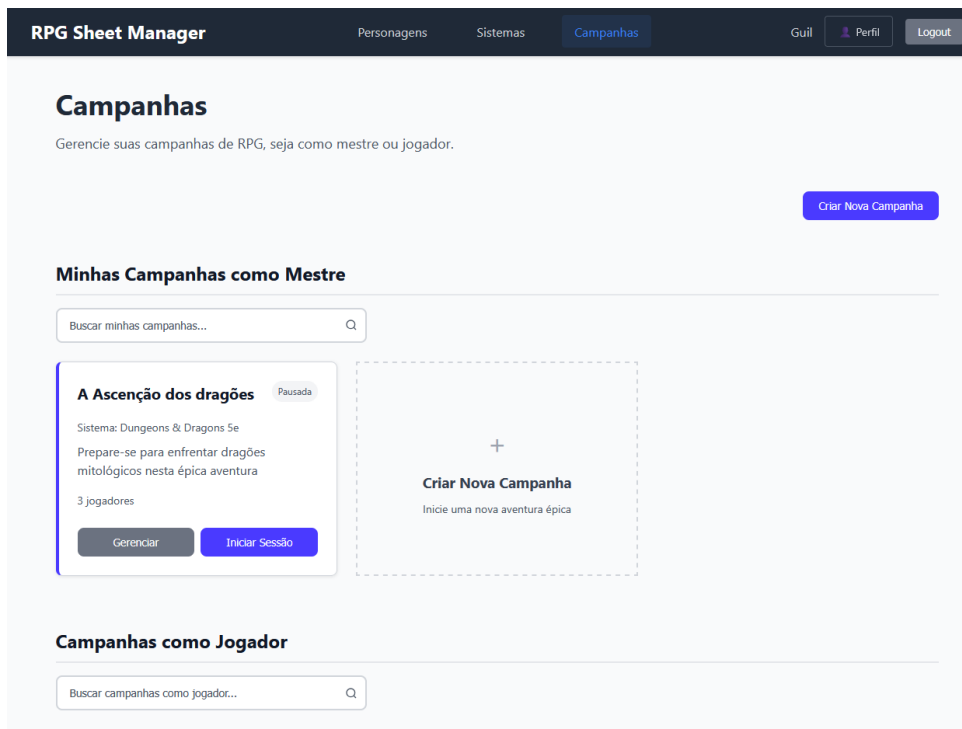 RPG Sheet Manager
Personagens
Sistemas
Campanhas
Guil
Perfil
Logout
Campanhas
Gerencie suas campanhas de RPG, seja como mestre ou jogador.
Criar Nova Campanha
Minhas Campanhas como Mestre
Buscar minhas campanhas...
A Ascenção dos dragões
Pausada
Sistema: Dungeons & Dragons 5e
Prepare-se para enfrentar dragões
mitológicos nesta épica aventura
3 jogadores
Gerenciar
Iniciar Sessão
Criar Nova Campanha
Inicie uma nova aventura épica
Campanhas como Jogador
Buscar campanhas como jogador...